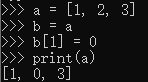 >>> a = [1, 2, 3]
>>> b = a
>>> b[1] = 0
>>> print(a)
[1, 0, 3]